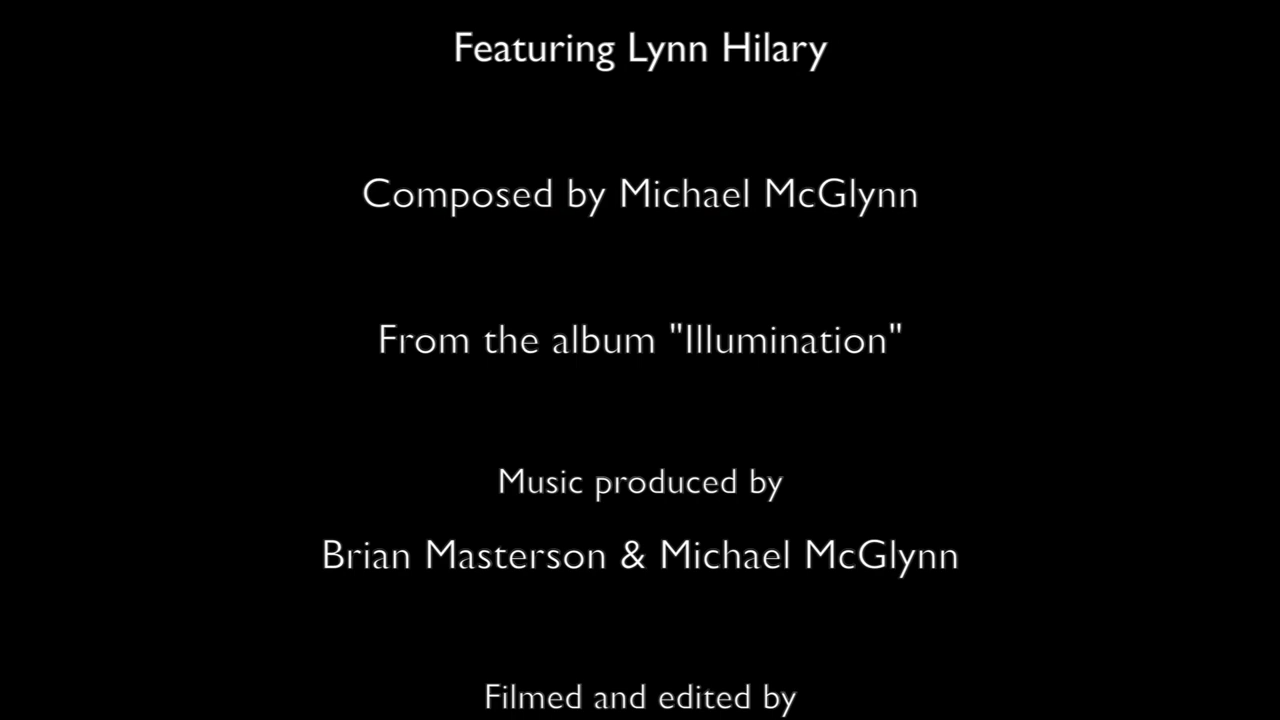 Featuring Lynn Hilary
Composed by Michael McGlynn
From the album "Illumination"
Music produced by
Brian Masterson & Michael McGlynn
Filmed and edited by